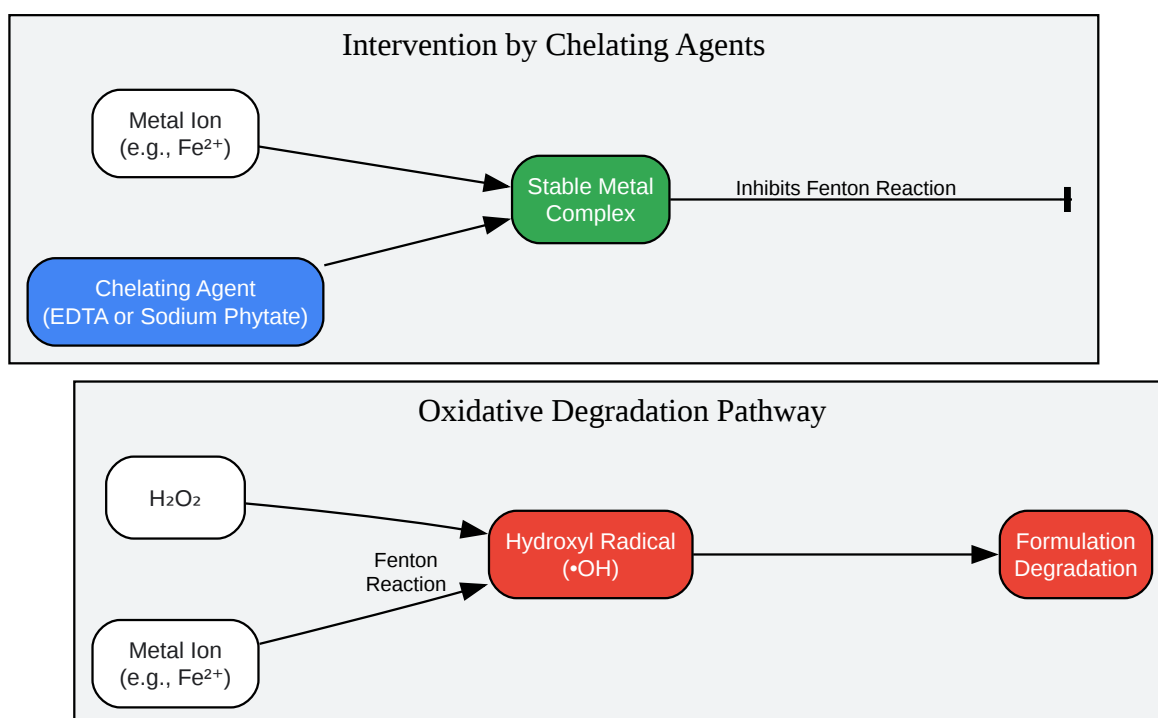 Intervention by Chelating Agents
Metal Ion
(e.g., Fe²⁺)
Stable Metal
Complex
Inhibits Fenton Reaction
Chelating Agent
(EDTA or Sodium Phytate)
Oxidative Degradation Pathway
H₂O₂
Fenton
Reaction
Hydroxyl Radical
(•OH)
Formulation
Degradation
Metal Ion
(e.g., Fe²⁺)